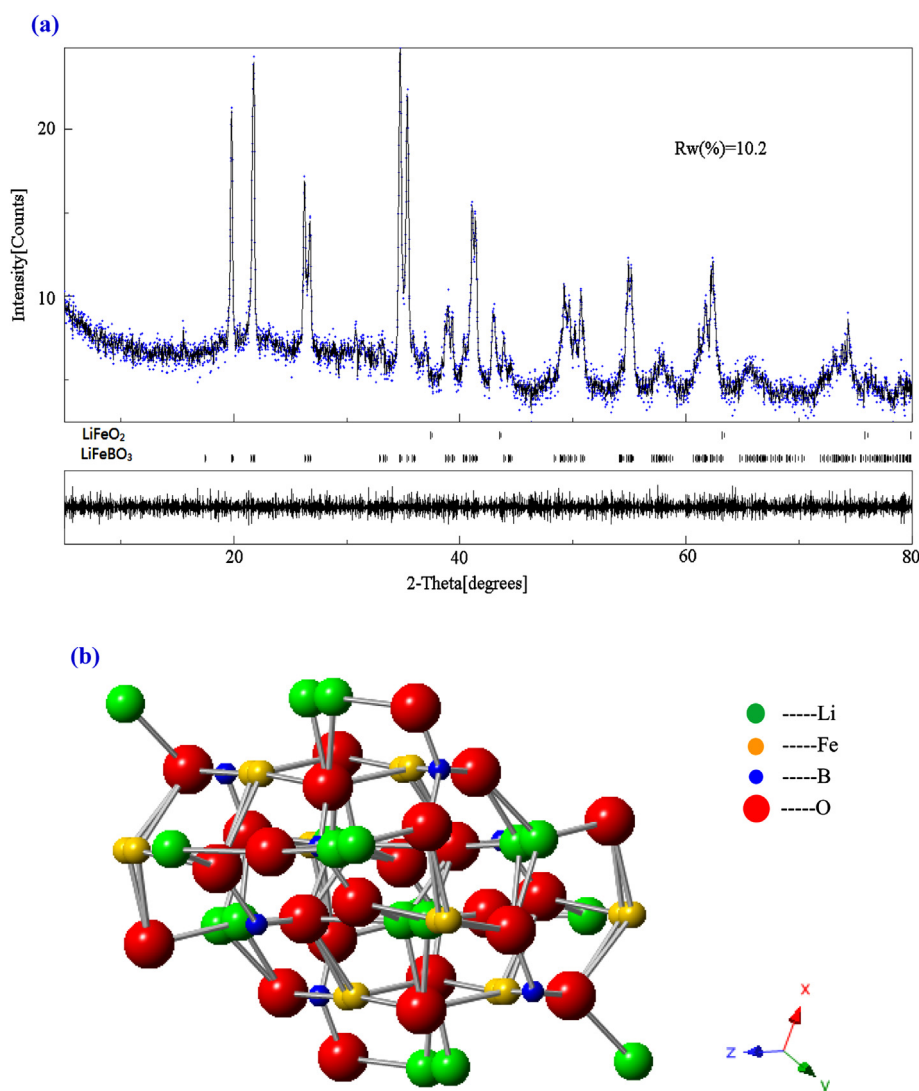 (a)
20
10
Intensity[Counts]
Rw(%)=10.2
LiFeO₂
LiFeBO₃
20 40 60 80
2-Theta[degrees]
(b)
-----Li
-----Fe
-----B
-----O
X
Z
Y